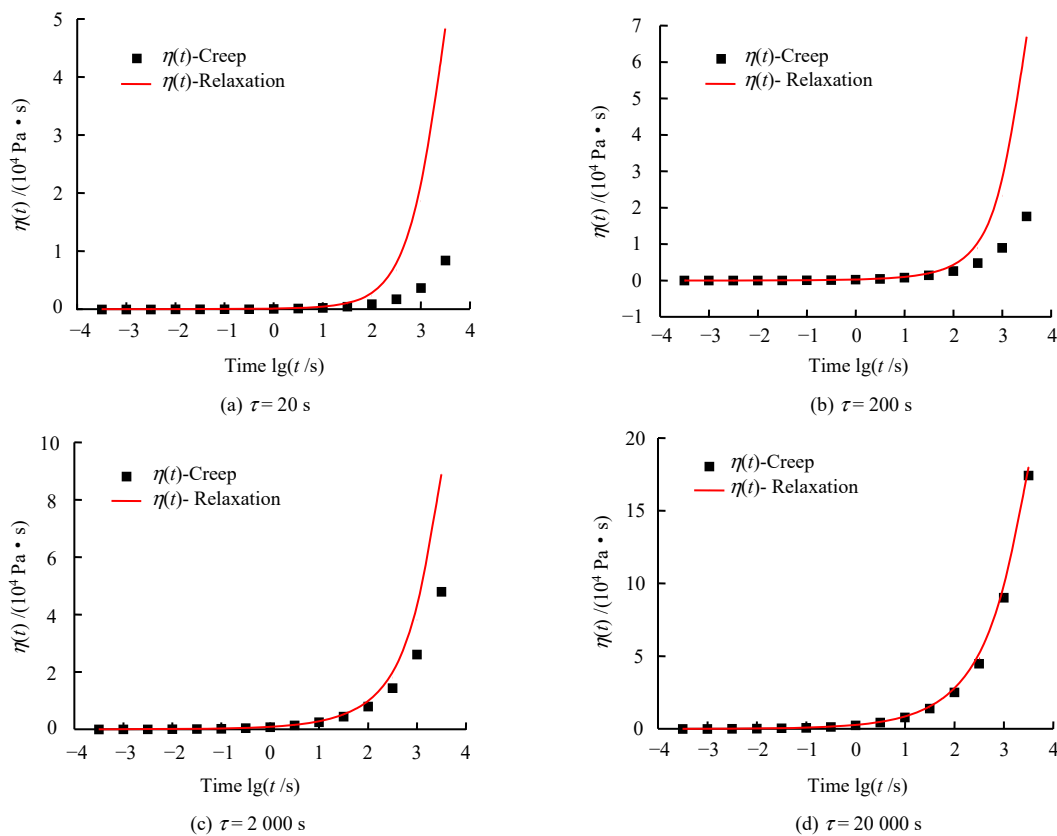 5
4
3
2
1
0
η(t) /(10⁴ Pa • s)
■ η(t)-Creep
η(t)-Relaxation
−4 −3 −2 −1 0 1 2 3 4
Time lg(t /s)
(a) τ = 20 s
7
6
5
4
3
2
1
0
−1
η(t) /(10⁴ Pa • s)
■ η(t)-Creep
η(t)- Relaxation
−4 −3 −2 −1 0 1 2 3 4
Time lg(t /s)
(b) τ = 200 s
10
8
6
4
2
0
η(t) /(10⁴ Pa • s)
■ η(t)-Creep
η(t)- Relaxation
−4 −3 −2 −1 0 1 2 3 4
Time lg(t /s)
(c) τ = 2 000 s
20
15
10
5
0
η(t) /(10⁴ Pa • s)
■ η(t)-Creep
η(t)- Relaxation
−4 −3 −2 −1 0 1 2 3 4
Time lg(t /s)
(d) τ = 20 000 s